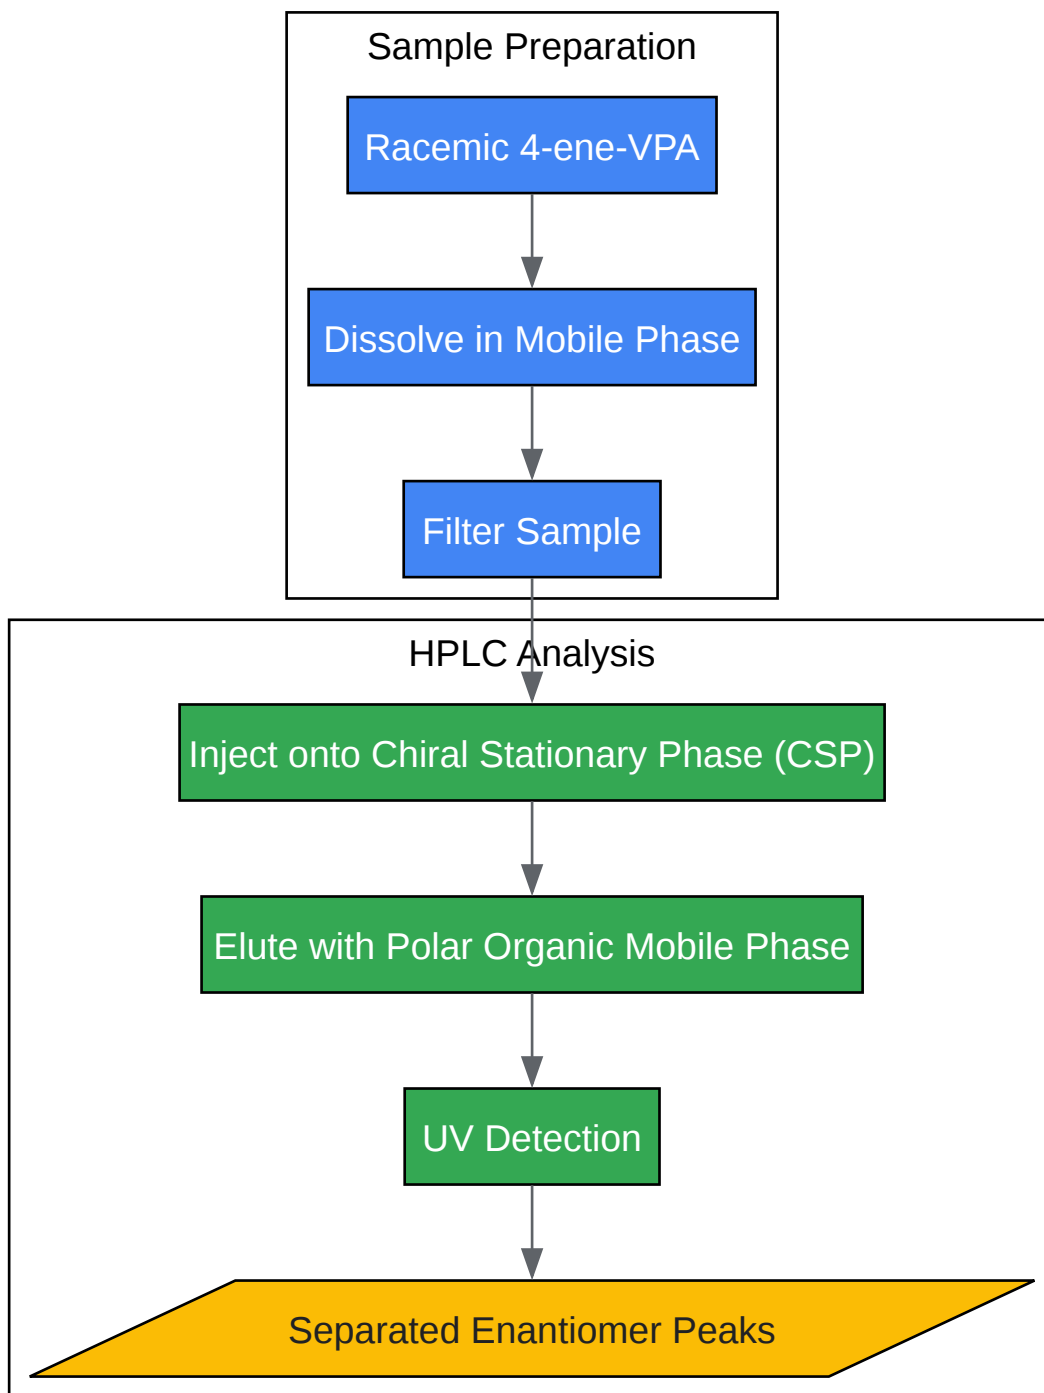 Sample Preparation
Racemic 4-ene-VPA
Dissolve in Mobile Phase
Filter Sample
HPLC Analysis
Inject onto Chiral Stationary Phase (CSP)
Elute with Polar Organic Mobile Phase
UV Detection
Separated Enantiomer Peaks